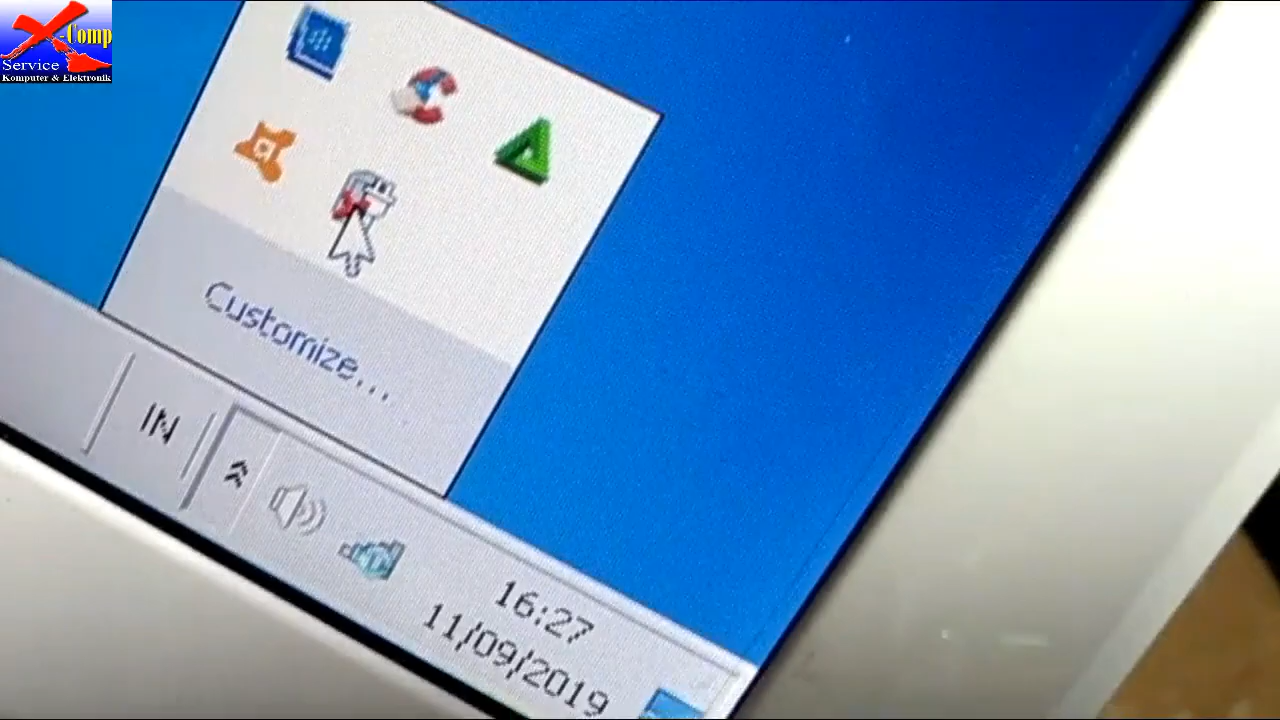 -Comp
Service
Komputer & Elektronik
Customize...
IN
16:27
11/09/2019